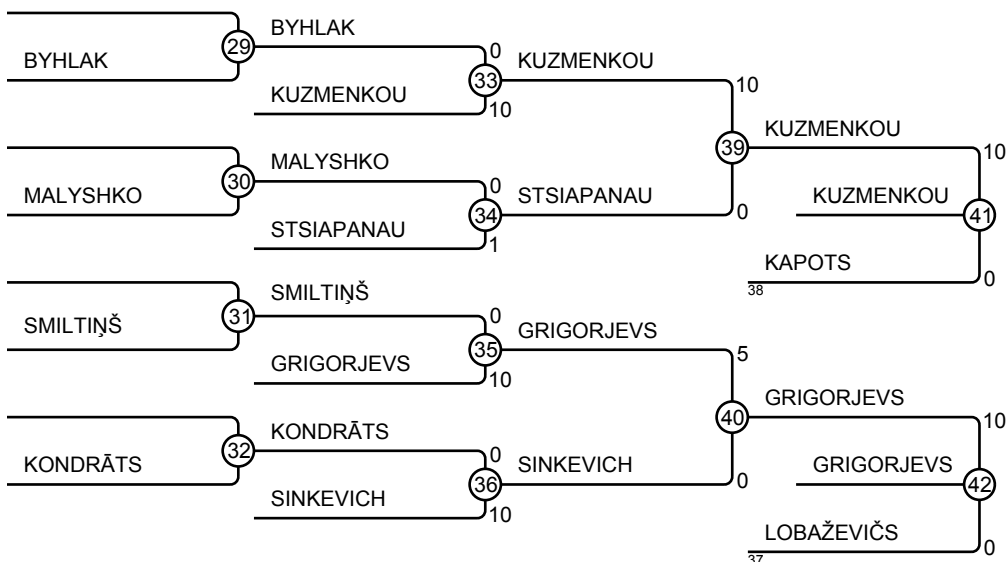 BYHLAK
29
BYHLAK
0
KUZMENKOU
10
33
KUZMENKOU
10
MALYSHKO
30
MALYSHKO
0
STSIAPANAU
1
34
STSIAPANAU
0
39
KUZMENKOU
10
KUZMENKOU
41
KAPOTS
38
0
SMILTIŅŠ
31
SMILTIŅŠ
0
GRIGORJEVS
10
35
GRIGORJEVS
5
KONDRĀTS
32
KONDRĀTS
0
SINKEVICH
10
36
SINKEVICH
0
40
GRIGORJEVS
10
GRIGORJEVS
42
LOBAŽEVIČS
37
0